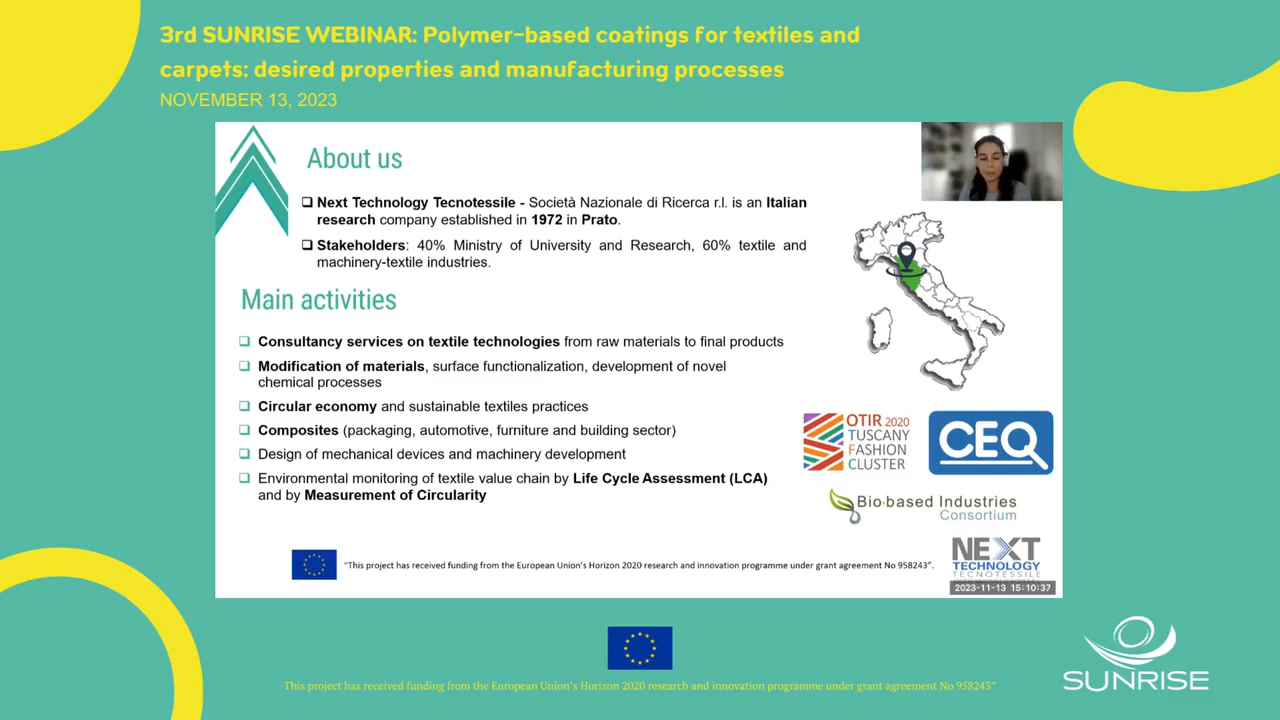 3rd SUNRISE WEBINAR: Polymer-based coatings for textiles and
carpets: desired properties and manufacturing processes
NOVEMBER 13, 2023
About us
❑ Next Technology Tecnotessile - Società Nazionale di Ricerca r.l. is an Italian
research company established in 1972 in Prato.
❑ Stakeholders: 40% Ministry of University and Research, 60% textile and
machinery-textile industries.
Main activities
❑ Consultancy services on textile technologies from raw materials to final products
❑ Modification of materials, surface functionalization, development of novel
chemical processes
❑ Circular economy and sustainable textiles practices
❑ Composites (packaging, automotive, furniture and building sector)
❑ Design of mechanical devices and machinery development
❑ Environmental monitoring of textile value chain by Life Cycle Assessment (LCA)
and by Measurement of Circularity
OTIR 2020
TUSCANY
FASHION
CLUSTER
CEQ
Bio-based Industries
Consortium
"This project has received funding from the European Union's Horizon 2020 research and innovation programme under grant agreement No 958243".
NEXT
TECHNOLOGY
TECNOTESSILE
2023-11-13 15:10:37
This project has received funding from the European Union's Horizon 2020 research and innovation programme under grant agreement No 958243"
SUNRISE